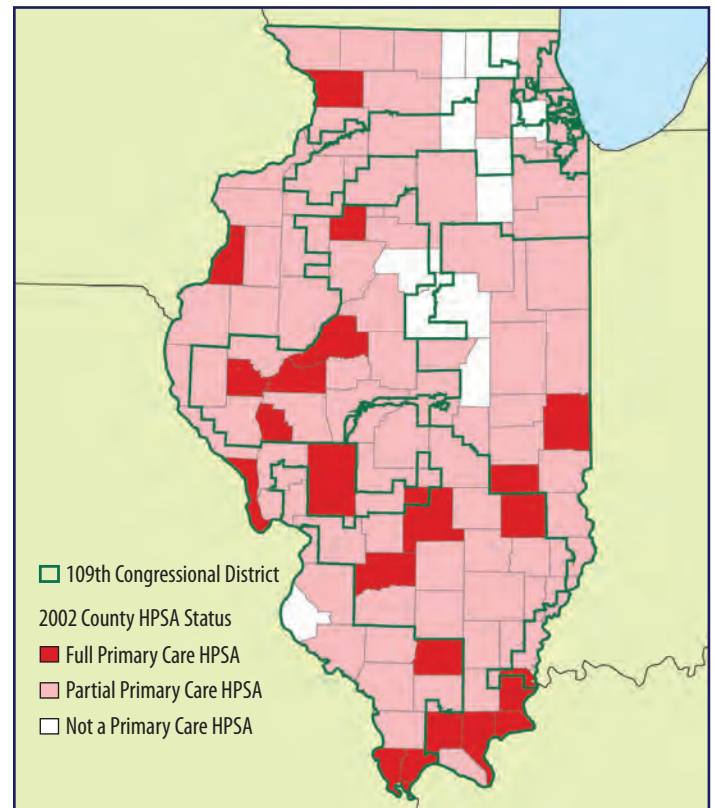 109th Congressional District
2002 County HPSA Status
Full Primary Care HPSA
Partial Primary Care HPSA
Not a Primary Care HPSA